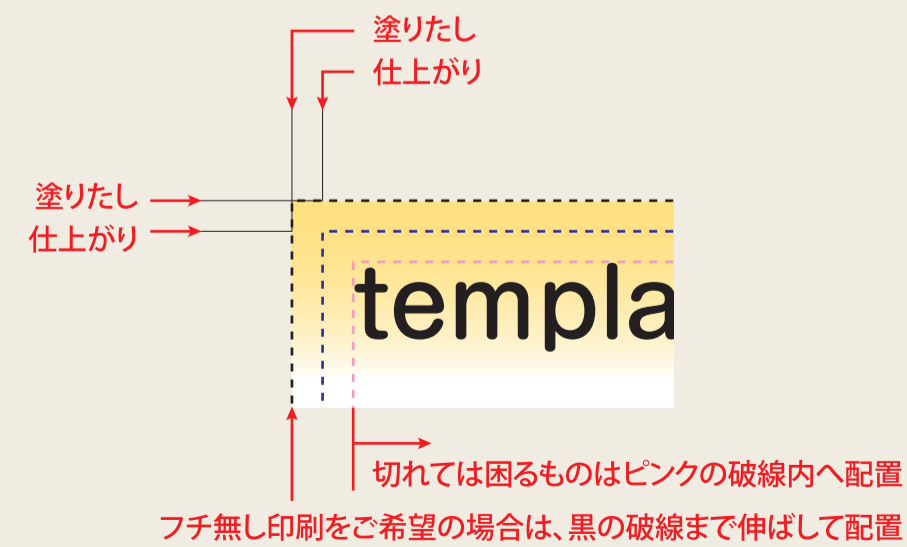 塗りたし
仕上がり
塗りたし
仕上がり
templa
切れては困るものはピンクの破線内へ配置
フチ無し印刷をご希望の場合は、黒の破線まで伸ばして配置